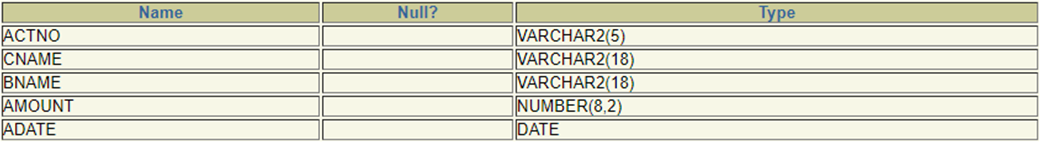 Name Null? Type
ACTNO VARCHAR2(5)
CNAME VARCHAR2(18)
BNAME VARCHAR2(18)
AMOUNT NUMBER(8,2)
ADATE DATE